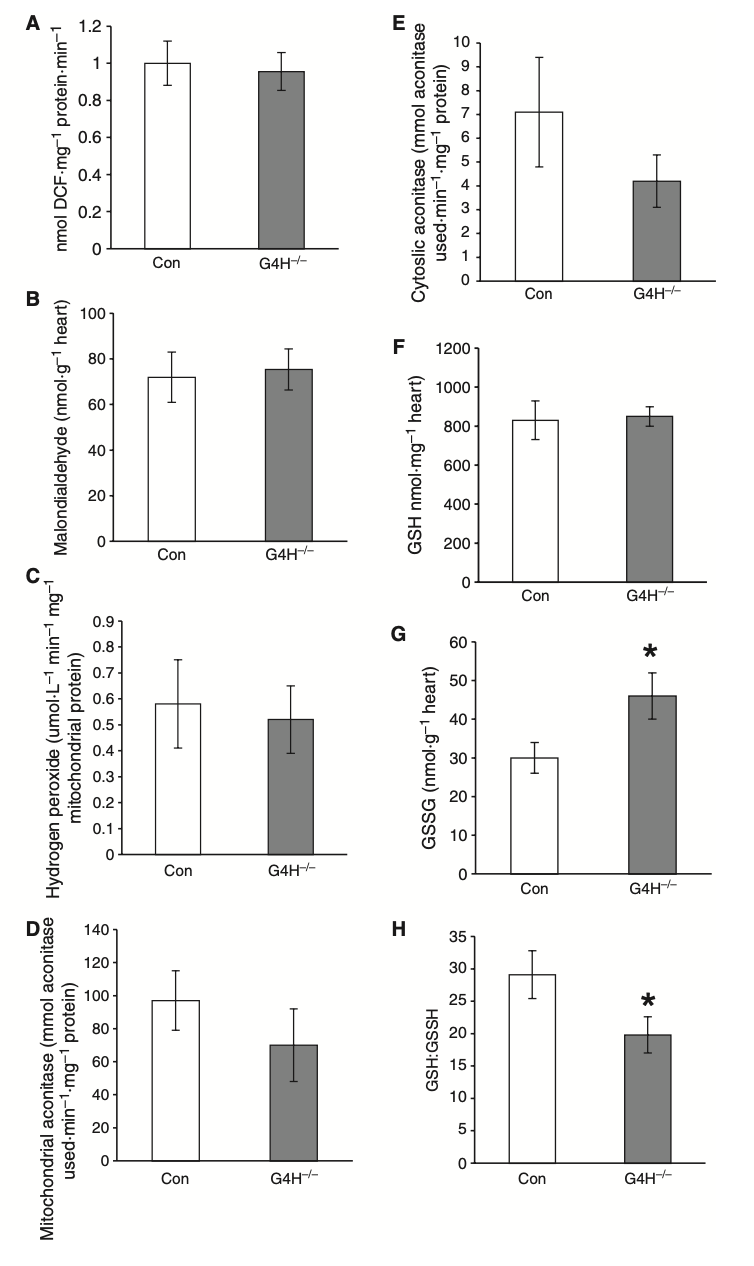 A
nmol DCF·mg⁻¹ protein·min⁻¹
1.2
1
0.8
0.6
0.4
0.2
0
Con
G4H⁻/⁻
B
Malondialdehyde (nmol·g⁻¹ heart)
100
80
60
40
20
0
Con
G4H⁻/⁻
C
Hydrogen peroxide (umol·L⁻¹ min⁻¹ mg⁻¹
mitochondrial protein)
0.9
0.8
0.7
0.6
0.5
0.4
0.3
0.2
0.1
0
Con
G4H⁻/⁻
D
Mitochondrial aconitase (mmol aconitase
used·min⁻¹·mg⁻¹ protein)
140
120
100
80
60
40
20
0
Con
G4H⁻/⁻
E
Cytoslic aconitase (mmol aconitase
used·min⁻¹·mg⁻¹ protein)
10
9
8
7
6
5
4
3
2
1
0
Con
G4H⁻/⁻
F
GSH nmol·mg⁻¹ heart)
1200
1000
800
600
400
200
0
Con
G4H⁻/⁻
G
GSSG (nmol·g⁻¹ heart)
60
50
40
30
20
10
0
*
Con
G4H⁻/⁻
H
GSH:GSSH
35
30
25
20
15
10
5
0
*
Con
G4H⁻/⁻